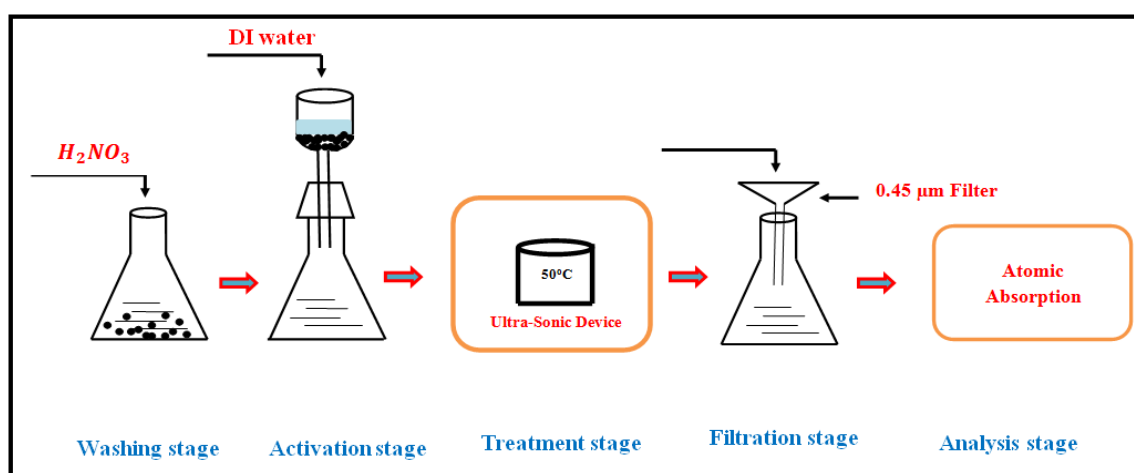 DI water
H₂NO₃
0.45 µm Filter
50⁰C
Ultra-Sonic Device
Atomic
Absorption
Washing stage
Activation stage
Treatment stage
Filtration stage
Analysis stage